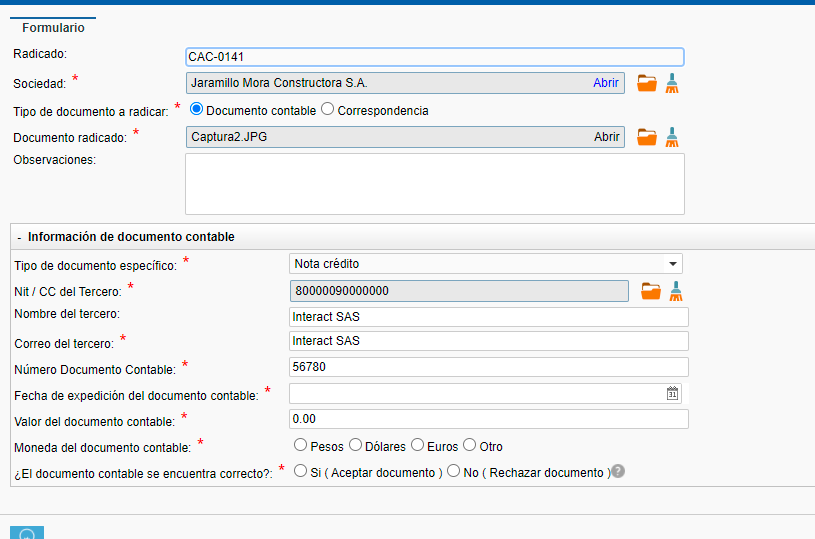 Formulario
Radicado: CAC-0141
Sociedad: * Jaramillo Mora Constructora S.A. Abrir
Tipo de documento a radicar: * Documento contable Correspondencia
Documento radicado: * Captura2.JPG Abrir
Observaciones:
- Información de documento contable
Tipo de documento específico: * Nota crédito
Nit / CC del Tercero: * 80000090000000
Nombre del tercero: Interact SAS
Correo del tercero: * Interact SAS
Número Documento Contable: * 56780
Fecha de expedición del documento contable: * 31
Valor del documento contable: * 0.00
Moneda del documento contable: * Pesos Dólares Euros Otro
¿El documento contable se encuentra correcto?: * Si ( Aceptar documento ) No ( Rechazar documento ) ?